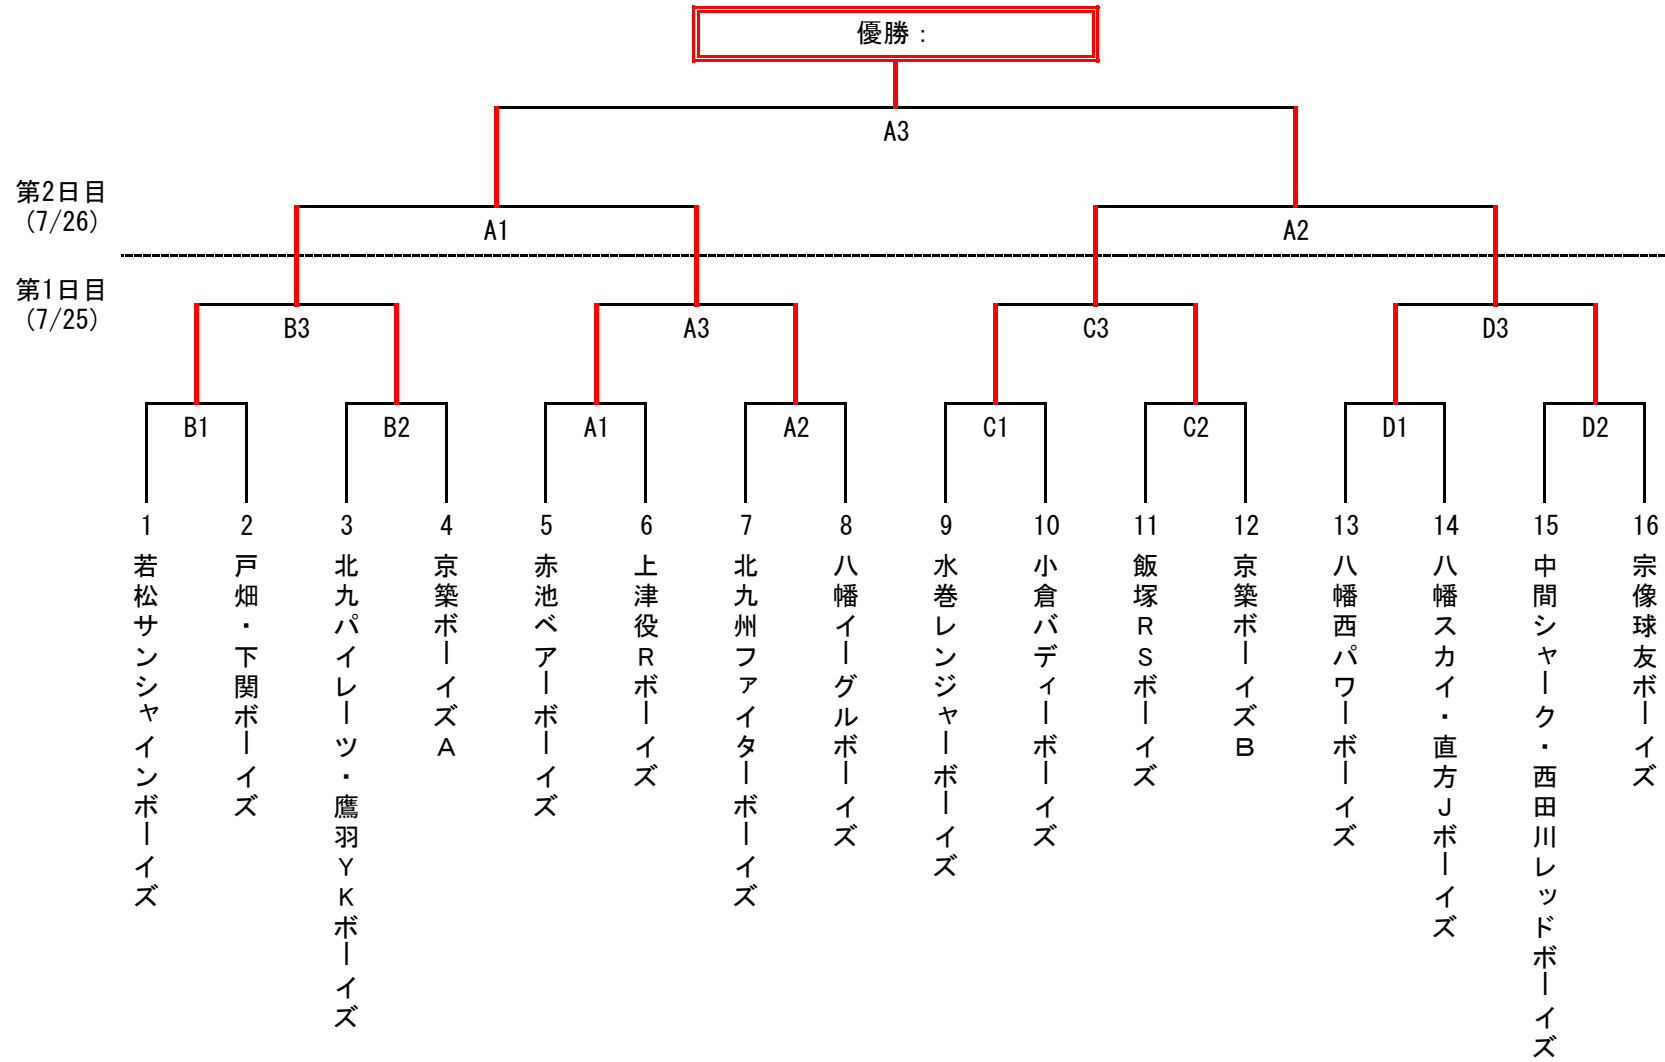 優勝：
A3
第2日目
(7/26)
A1
A2
第1日目
(7/25)
B3
A3
C3
D3
B1
B2
A1
A2
C1
C2
D1
D2
1
2
3
4
5
6
7
8
9
10
11
12
13
14
15
16
若松サンシャインボーイズ
戸畑・下関ボーイズ
北九パイレーツ・鷹羽ＹＫボーイズ
京築ボーイズＡ
赤池ベアーボーイズ
上津役Ｒボーイズ
北九州ファイターボーイズ
八幡イーグルボーイズ
水巻レンジャーボーイズ
小倉バディーボーイズ
飯塚ＲＳボーイズ
京築ボーイズＢ
八幡西パワーボーイズ
八幡スカイ・直方Ｊボーイズ
中間シャーク・西田川レッドボーイズ
宗像球友ボーイズ